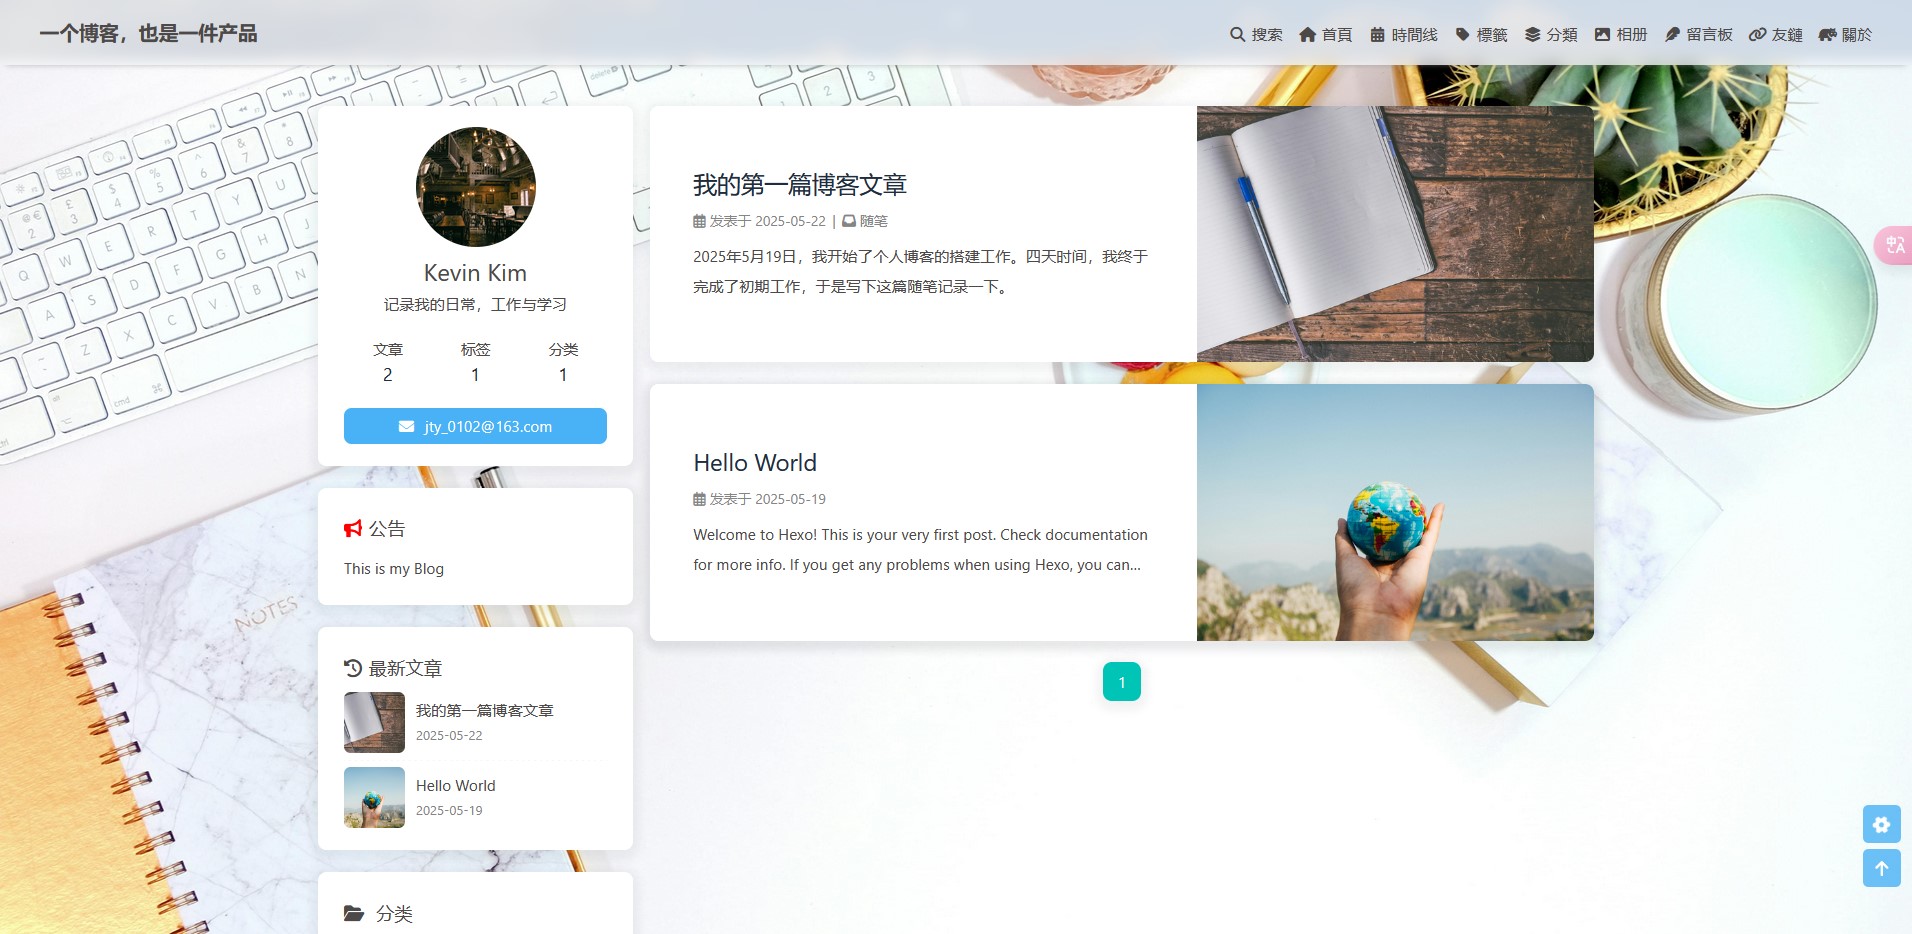 一个博客，也是一件产品
搜索 首頁 時間线 標籤 分類 相册 留言板 友鏈 關於
Kevin Kim
记录我的日常，工作与学习
文章 标签 分类
2 1 1
jty_0102@163.com
公告
This is my Blog
最新文章
我的第一篇博客文章
2025-05-22
Hello World
2025-05-19
分类
我的第一篇博客文章
发表于 2025-05-22 | 随笔
2025年5月19日，我开始了个人博客的搭建工作。四天时间，我终于
完成了初期工作，于是写下这篇随笔记录一下。
Hello World
发表于 2025-05-19
Welcome to Hexo! This is your very first post. Check documentation
for more info. If you get any problems when using Hexo, you can...
1
NOTES